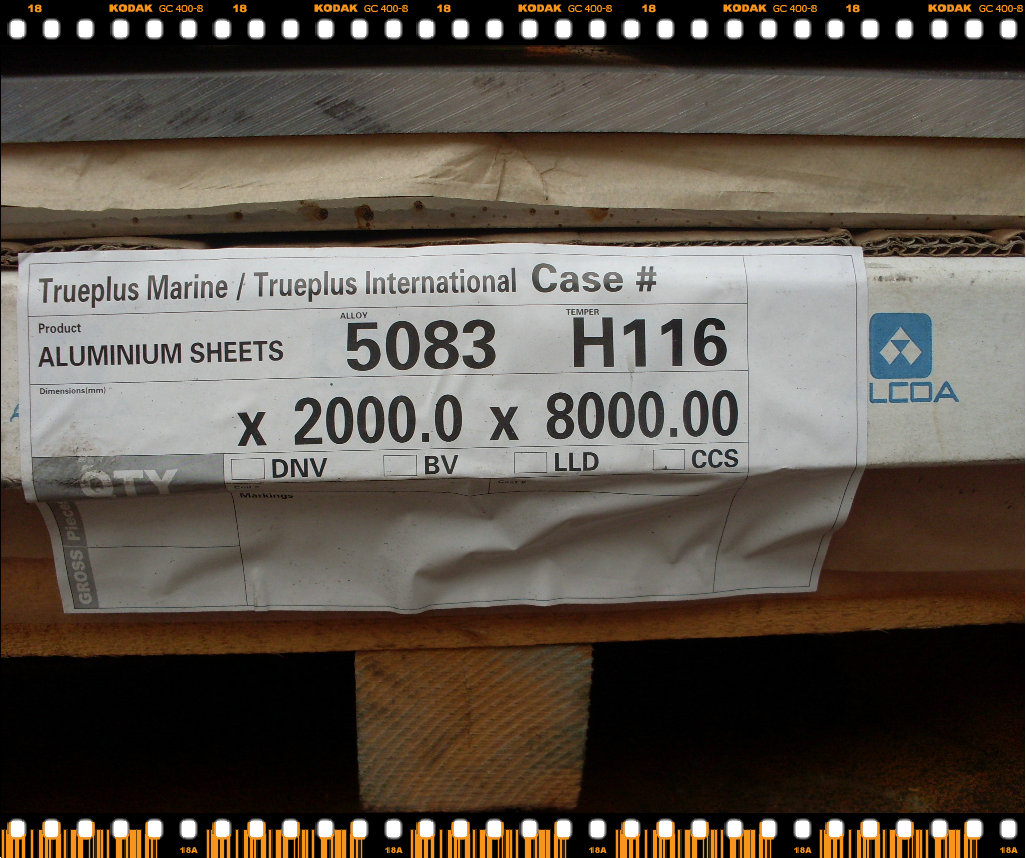 18 KODAK GC 400-8 18 KODAK GC 400-8 18 KODAK GC 400-8 18 KODAK GC 400-8 18 KODAK GC 400-8
Trueplus Marine / Trueplus International Case #
Product ALLOY TEMPER
ALUMINIUM SHEETS 5083 H116
Dimensions(mm)
x 2000.0 x 8000.00
LCOA
QTY DNV BV LLD CCS
Markings
GROSS Piece
18A 18A 18A 18A 18A